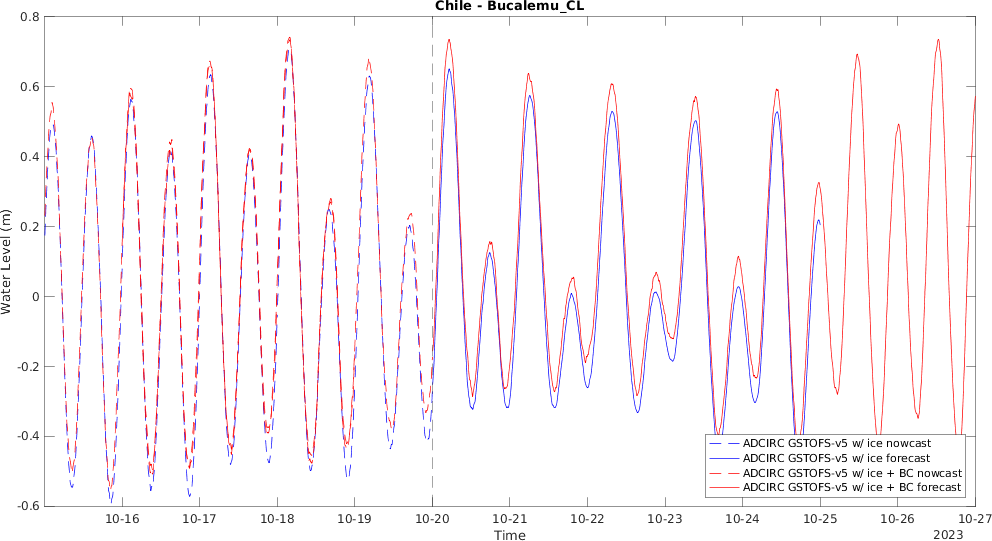 Chile - Bucalemu_CL
Water Level (m)
0.8
0.6
0.4
0.2
0
-0.2
-0.4
-0.6
ADCIRC GSTOFS-v5 w/ ice nowcast
ADCIRC GSTOFS-v5 w/ ice forecast
ADCIRC GSTOFS-v5 w/ ice + BC nowcast
ADCIRC GSTOFS-v5 w/ ice + BC forecast
10-16 10-17 10-18 10-19 10-20 10-21 10-22 10-23 10-24 10-25 10-26 10-27
Time
2023